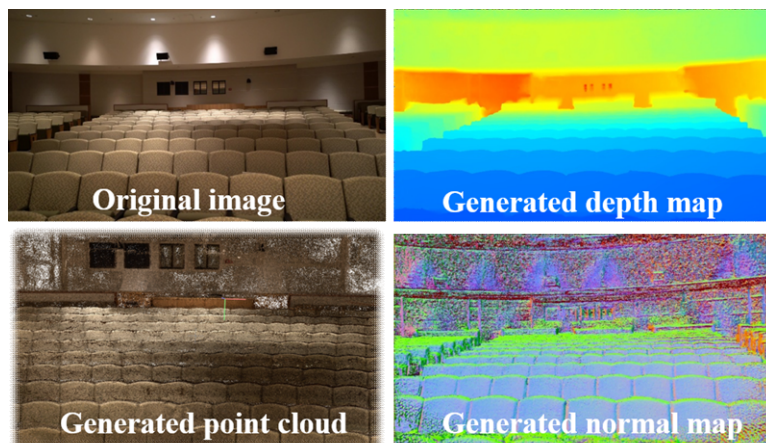 Original image
Generated depth map
Generated point cloud
Generated normal map